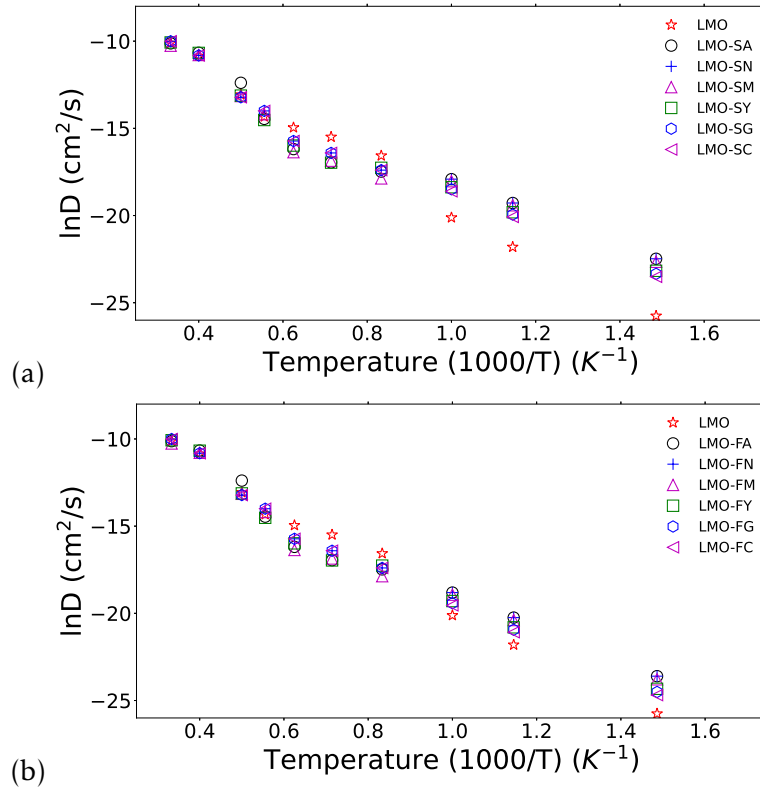 −10
−15
−20
−25
lnD (cm²/s)
LMO
LMO-SA
LMO-SN
LMO-SM
LMO-SY
LMO-SG
LMO-SC
0.4 0.6 0.8 1.0 1.2 1.4 1.6
Temperature (1000/T) (K⁻¹)
(a)
−10
−15
−20
−25
lnD (cm²/s)
LMO
LMO-FA
LMO-FN
LMO-FM
LMO-FY
LMO-FG
LMO-FC
0.4 0.6 0.8 1.0 1.2 1.4 1.6
Temperature (1000/T) (K⁻¹)
(b)